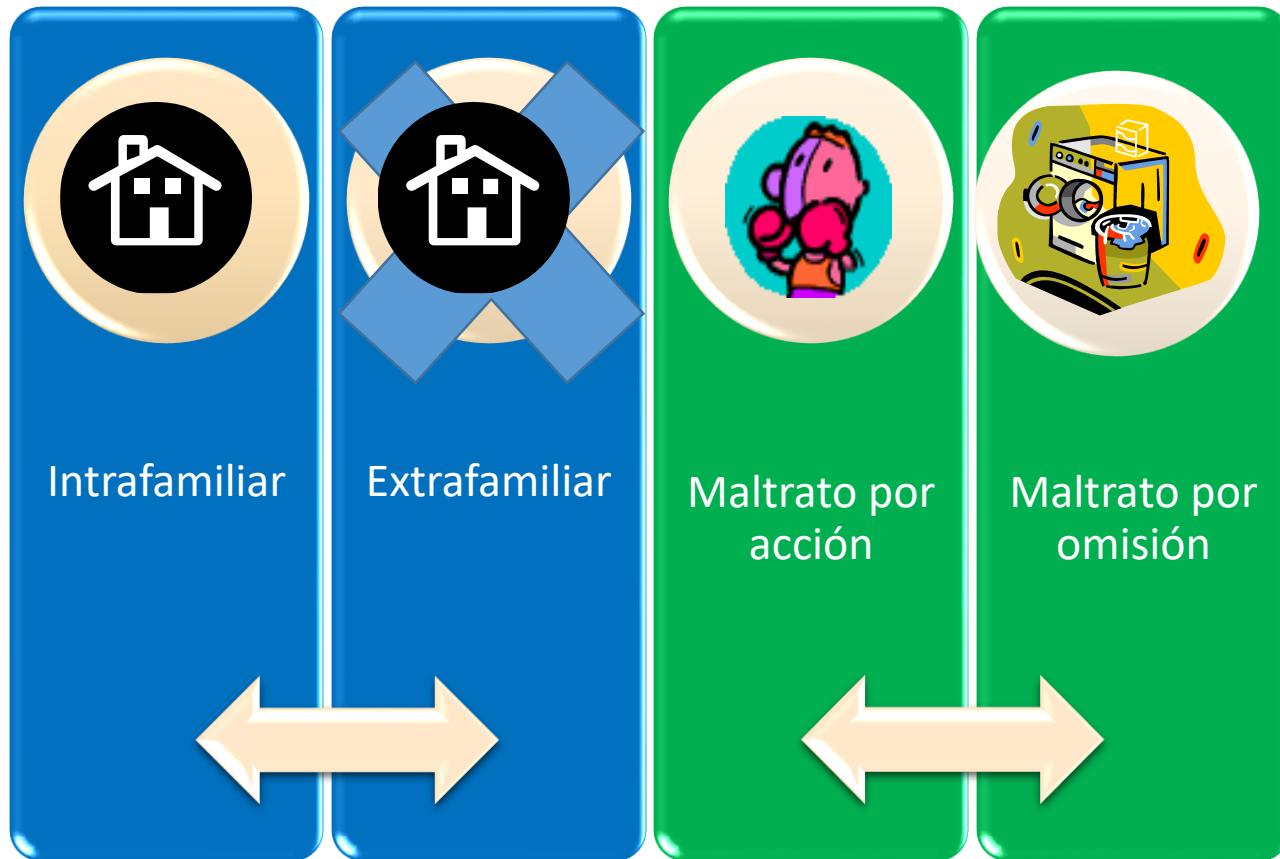 Intrafamiliar
Extrafamiliar
Maltrato por
acción
Maltrato por
omisión